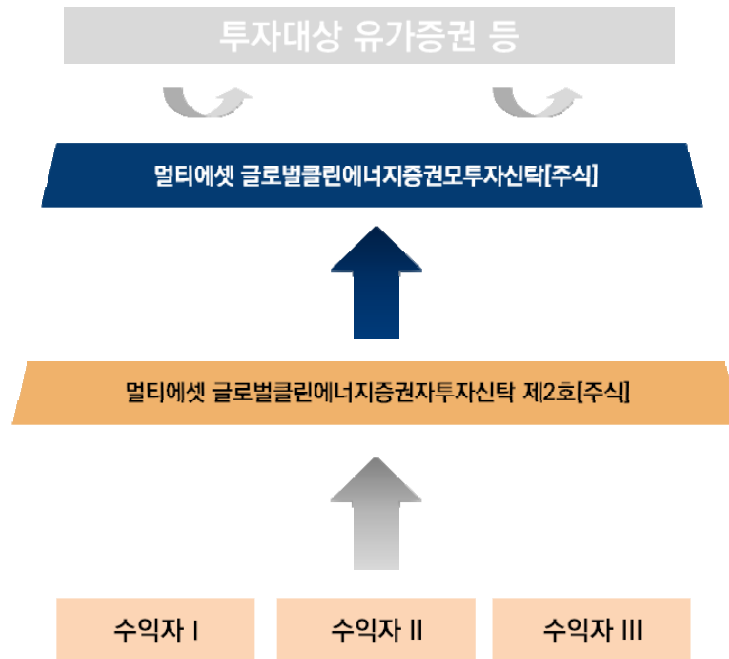 투자대상 유가증권 등
멀티에셋 글로벌클린에너지증권모투자신탁[주식]
멀티에셋 글로벌클린에너지증권자투자신탁 제2호[주식]
수익자 I
수익자 II
수익자 III